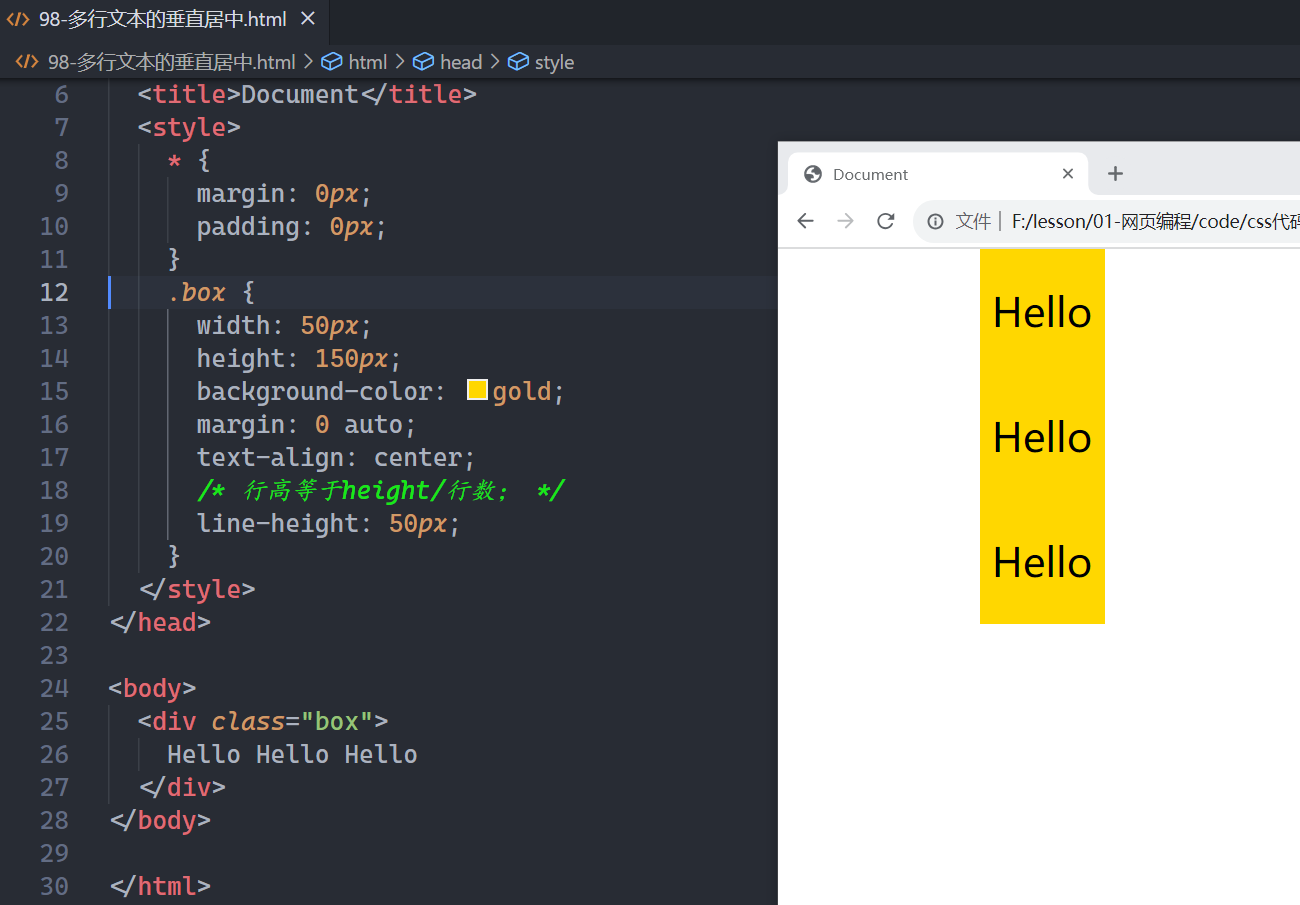 98-多行文本的垂直居中.html
98-多行文本的垂直居中.html > html > head > style
6 <title>Document</title>
7 <style>
8 * {
9 margin: 0px;
10 padding: 0px;
11 }
12 .box {
13 width: 50px;
14 height: 150px;
15 background-color: gold;
16 margin: 0 auto;
17 text-align: center;
18 /* 行高等于height/行数; */
19 line-height: 50px;
20 }
21 </style>
22 </head>
23
24 <body>
25 <div class="box">
26 Hello Hello Hello
27 </div>
28 </body>
29
30 </html>
Document
文件 | F:/lesson/01-网页编程/code/css代码
Hello
Hello
Hello